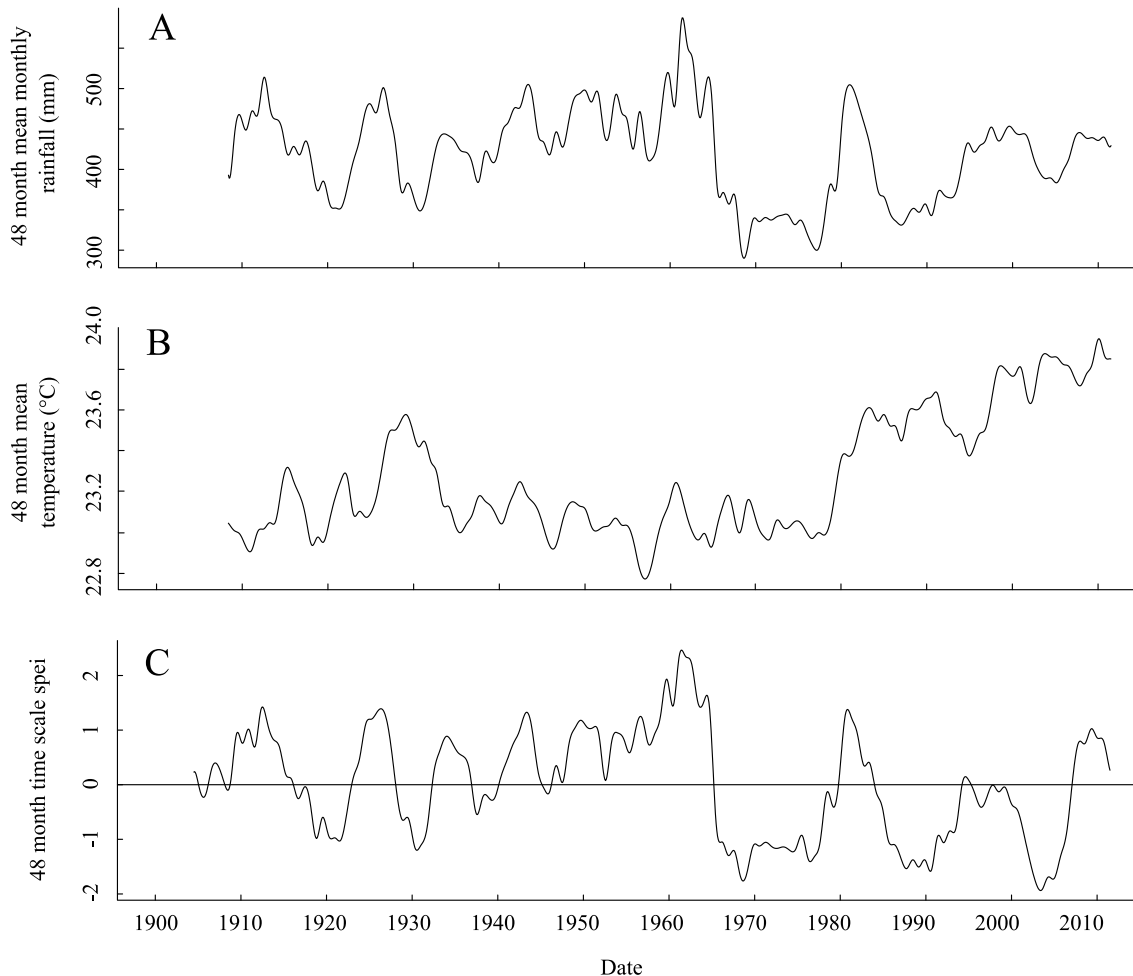 A
48 month mean monthly
rainfall (mm)
500
400
300
B
48 month mean
temperature (°C)
24.0
23.6
23.2
22.8
C
48 month time scale spei
2
1
0
-1
-2
1900 1910 1920 1930 1940 1950 1960 1970 1980 1990 2000 2010
Date